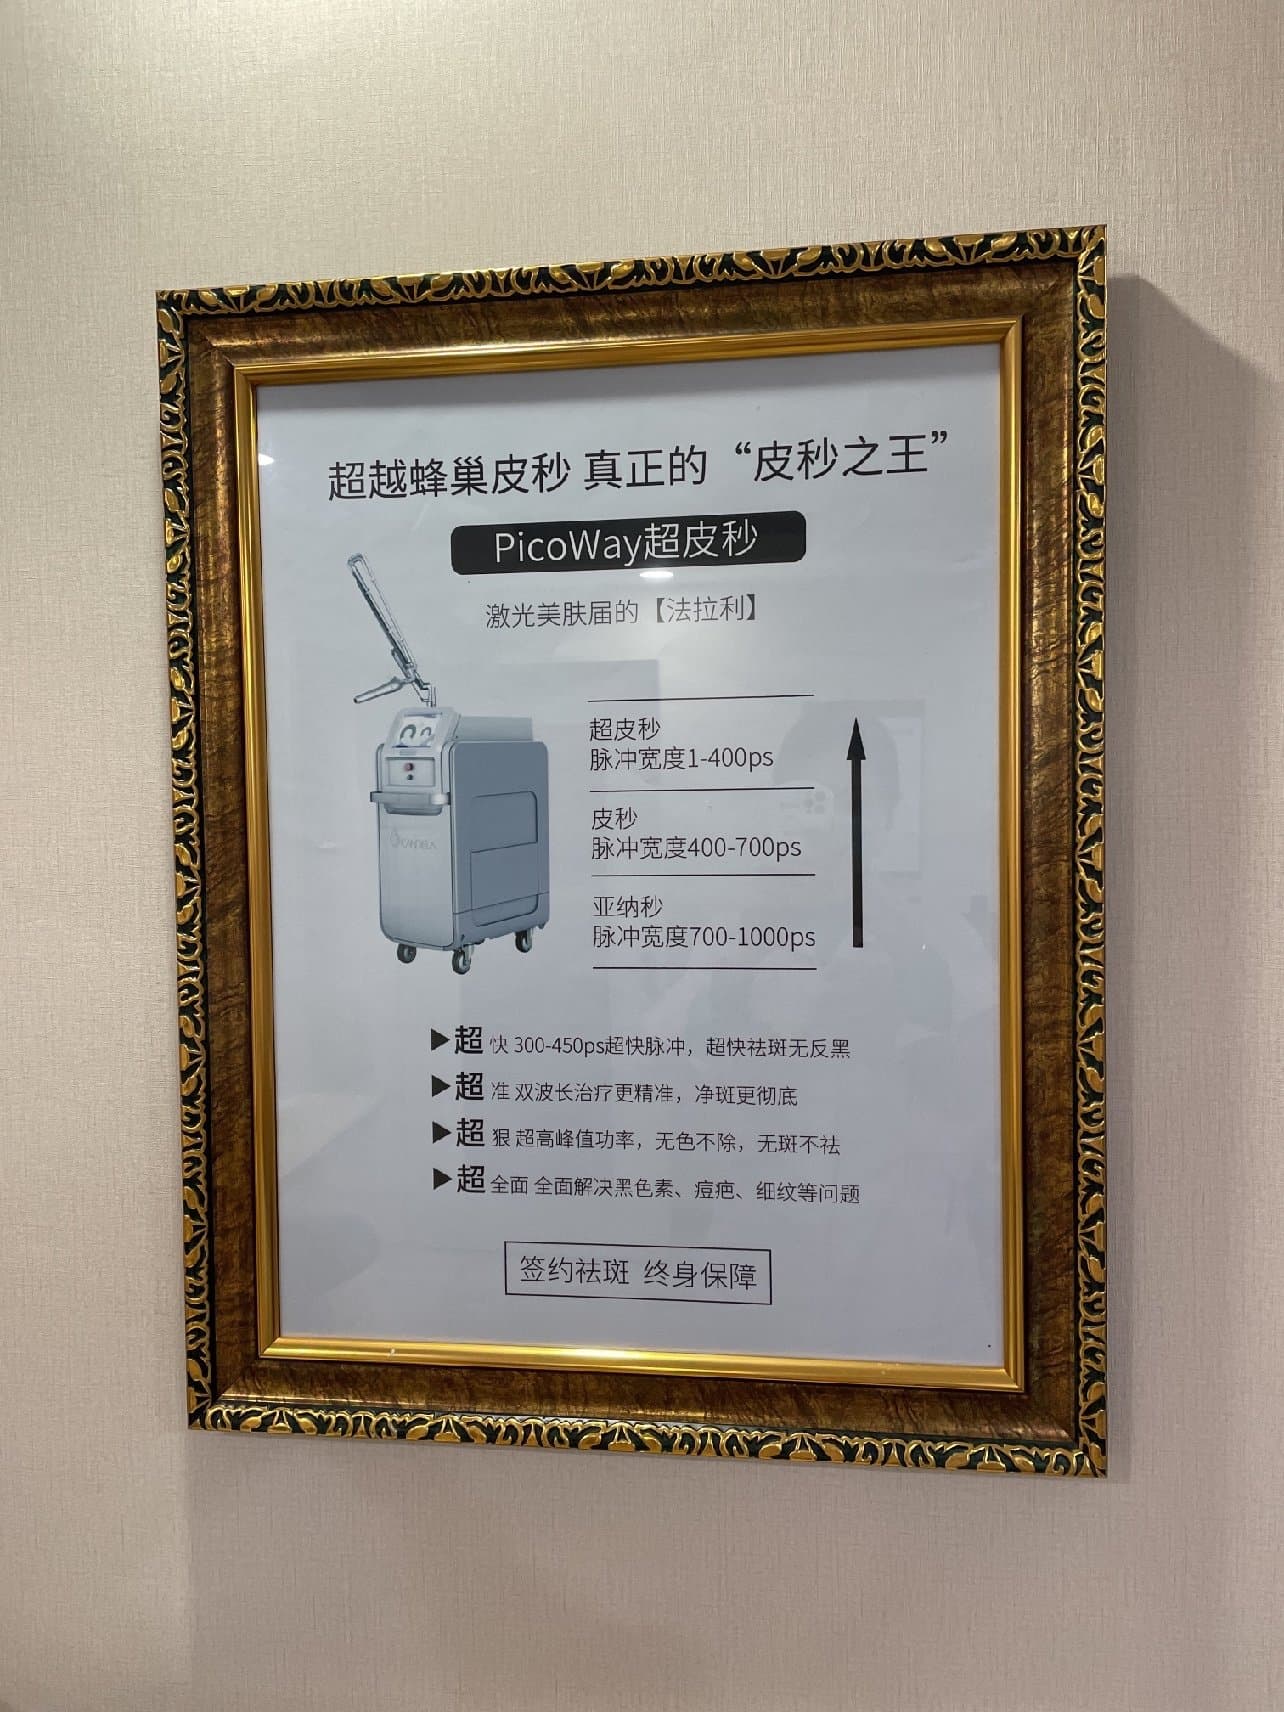 超越蜂巢皮秒 真正的“皮秒之王”
PicoWay超皮秒
激光美肤届的【法拉利】
超皮秒
脉冲宽度1-400ps
皮秒
脉冲宽度400-700ps
亚纳秒
脉冲宽度700-1000ps
▶超 快 300-450ps超快脉冲，超快祛斑无反黑
▶超 准 双波长治疗更精准，净斑更彻底
▶超 狠 超高峰值功率，无色不除，无斑不祛
▶超 全面 全面解决黑色素、痘疤、细纹等问题
签约祛斑 终身保障